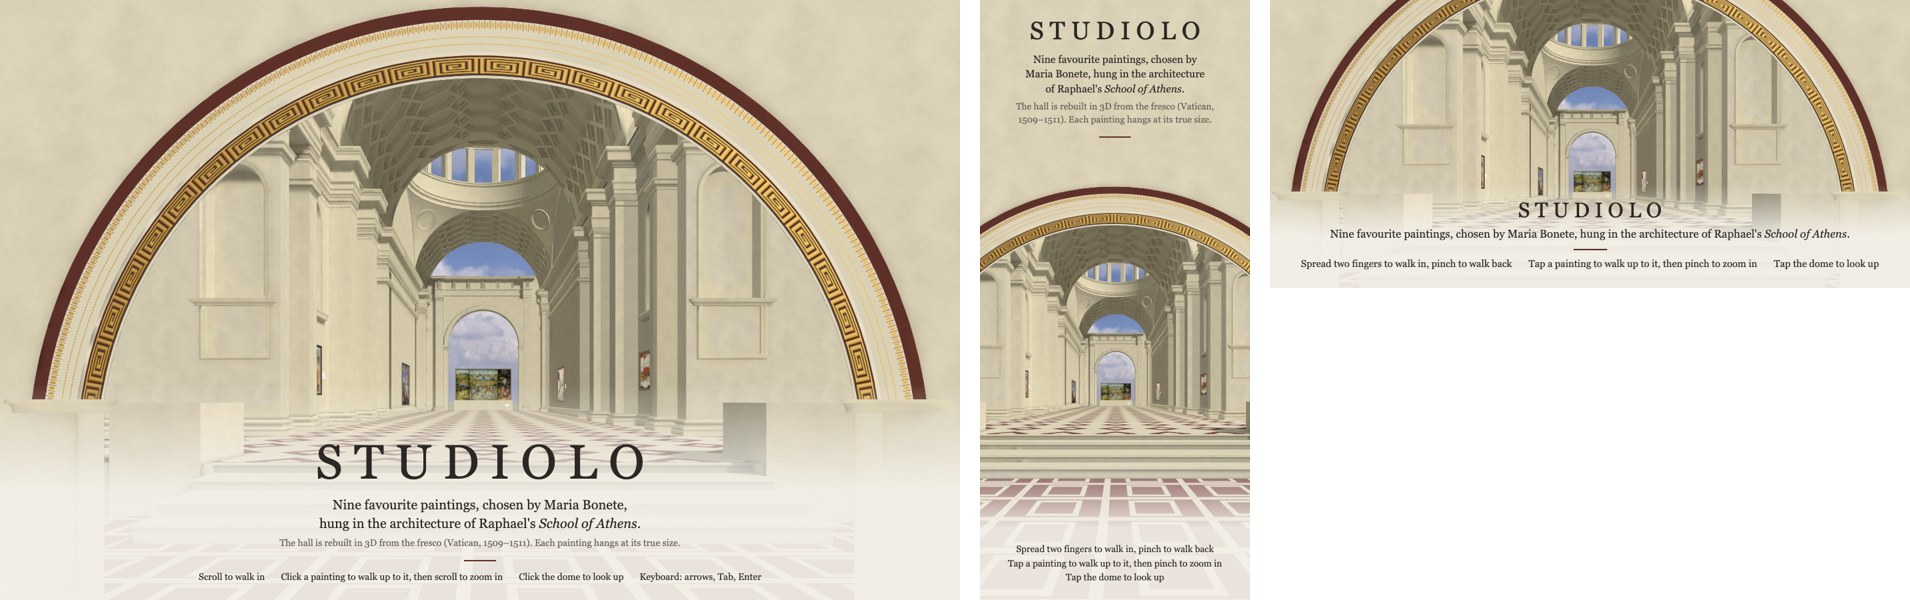 STUDIOLO
Nine favourite paintings, chosen by Maria Bonete,
hung in the architecture of Raphael's School of Athens.
The hall is rebuilt in 3D from the fresco (Vatican, 1509–1511). Each painting hangs at its true size.
Scroll to walk in Click a painting to walk up to it, then scroll to zoom in Click the dome to look up Keyboard: arrows, Tab, Enter
STUDIOLO
Nine favourite paintings, chosen by
Maria Bonete, hung in the architecture
of Raphael's School of Athens.
The hall is rebuilt in 3D from the fresco (Vatican,
1509–1511). Each painting hangs at its true size.
Spread two fingers to walk in, pinch to walk back
Tap a painting to walk up to it, then pinch to zoom in
Tap the dome to look up
STUDIOLO
Nine favourite paintings, chosen by Maria Bonete, hung in the architecture of Raphael's School of Athens.
Spread two fingers to walk in, pinch to walk back Tap a painting to walk up to it, then pinch to zoom in Tap the dome to look up